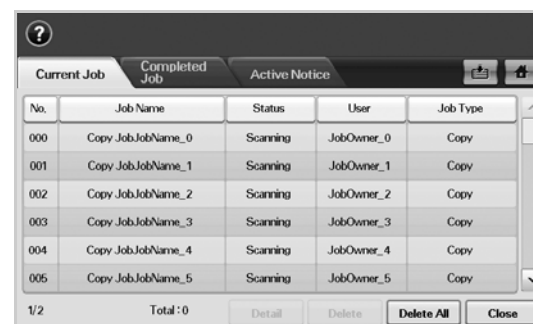 ?
Current Job Completed Job Active Notice
No. Job Name Status User Job Type
000 Copy JobJobName_0 Scanning JobOwner_0 Copy
001 Copy JobJobName_1 Scanning JobOwner_1 Copy
002 Copy JobJobName_2 Scanning JobOwner_2 Copy
003 Copy JobJobName_3 Scanning JobOwner_3 Copy
004 Copy JobJobName_4 Scanning JobOwner_4 Copy
005 Copy JobJobName_5 Scanning JobOwner_5 Copy
1/2 Total : 0 Detail Delete Delete All Close